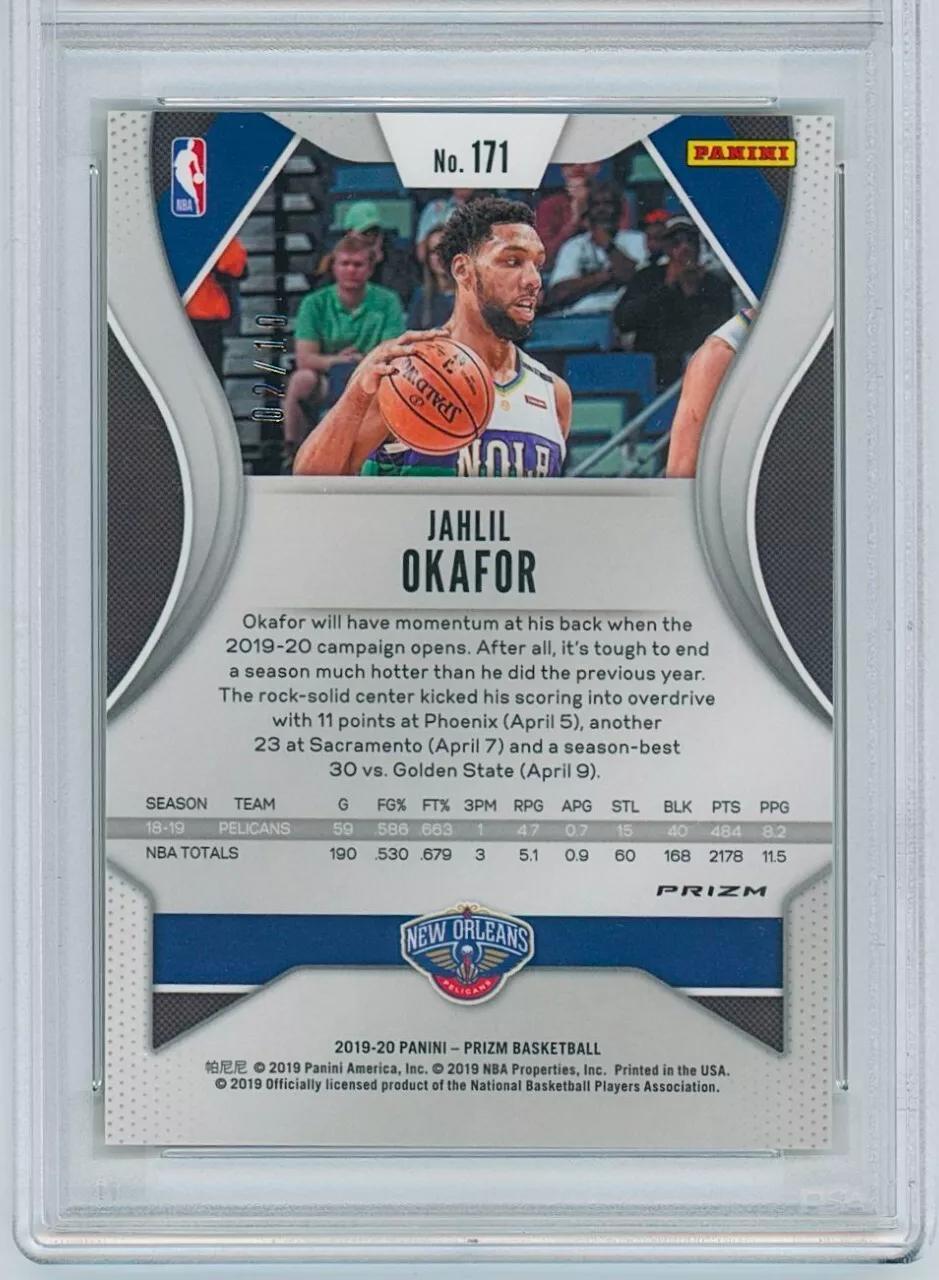 No. 171
PANINI
NBA
02/10
SPALDING
NOLA
JAHLIL
OKAFOR
Okafor will have momentum at his back when the
2019-20 campaign opens. After all, it's tough to end
a season much hotter than he did the previous year.
The rock-solid center kicked his scoring into overdrive
with 11 points at Phoenix (April 5), another
23 at Sacramento (April 7) and a season-best
30 vs. Golden State (April 9).
SEASON TEAM G FG% FT% 3PM RPG APG STL BLK PTS PPG
18-19 PELICANS 59 .586 .663 1 4.7 0.7 15 40 484 8.2
NBA TOTALS 190 .530 .679 3 5.1 0.9 60 168 2178 11.5
PRIZM
NEW ORLEANS
PELICANS
2019-20 PANINI – PRIZM BASKETBALL
帕尼尼 © 2019 Panini America, Inc. © 2019 NBA Properties, Inc. Printed in the USA.
© 2019 Officially licensed product of the National Basketball Players Association.
PSA